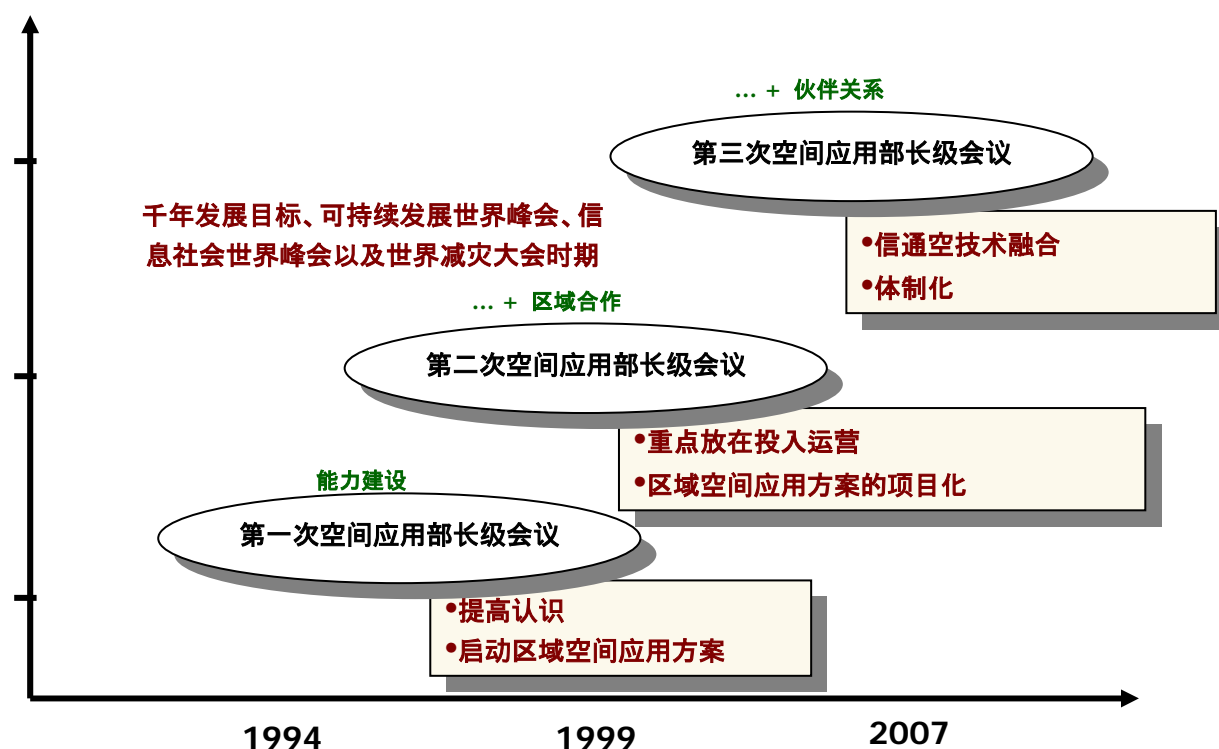 … + 伙伴关系
第三次空间应用部长级会议
千年发展目标、可持续发展世界峰会、信
息社会世界峰会以及世界减灾大会时期
•信通空技术融合
•体制化
… + 区域合作
第二次空间应用部长级会议
•重点放在投入运营
•区域空间应用方案的项目化
能力建设
第一次空间应用部长级会议
•提高认识
•启动区域空间应用方案
1994
1999
2007